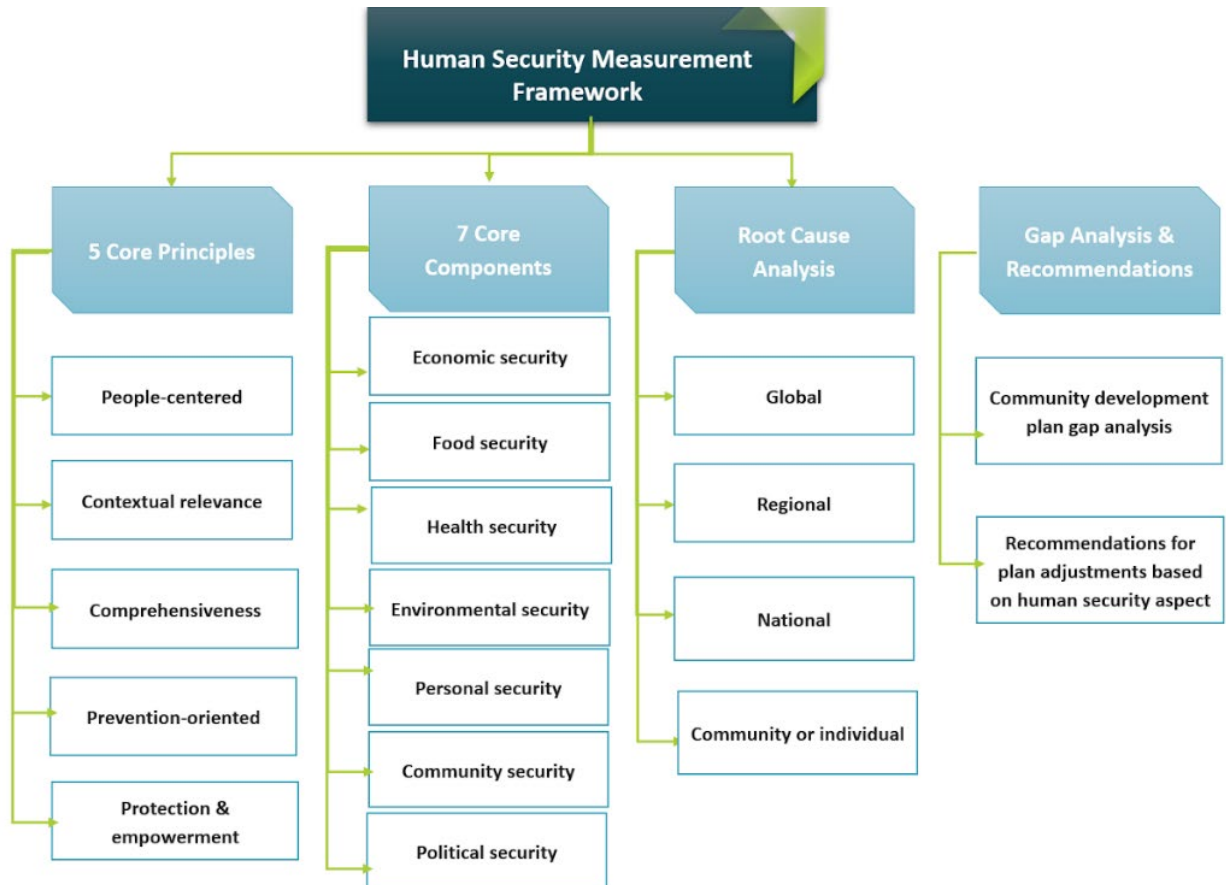 Human Security Measurement
Framework
5 Core Principles
People-centered
Contextual relevance
Comprehensiveness
Prevention-oriented
Protection &
empowerment
7 Core
Components
Economic security
Food security
Health security
Environmental security
Personal security
Community security
Political security
Root Cause
Analysis
Global
Regional
National
Community or individual
Gap Analysis &
Recommendations
Community development
plan gap analysis
Recommendations for
plan adjustments based
on human security aspect